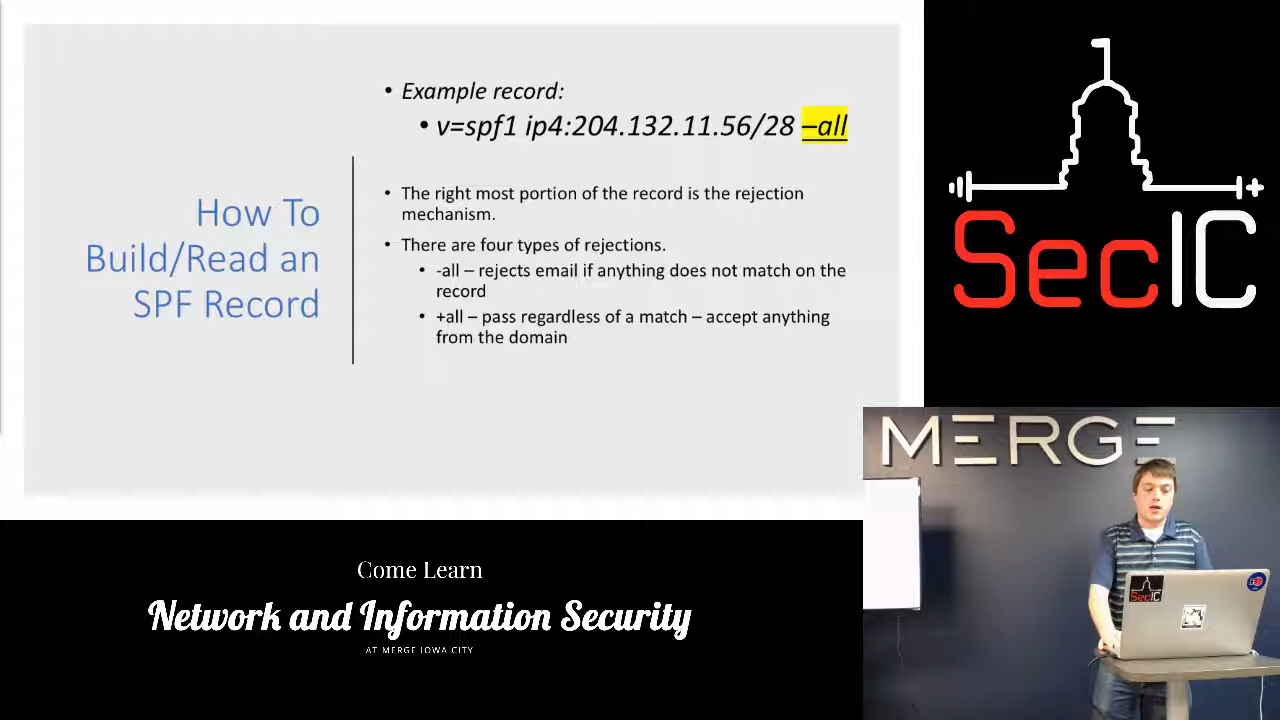 • Example record:
• v=spf1 ip4:204.132.11.56/28 –all
How To
Build/Read an
SPF Record
• The right most portion of the record is the rejection
mechanism.
• There are four types of rejections.
• -all – rejects email if anything does not match on the
record
• +all – pass regardless of a match – accept anything
from the domain
SecIC
MERGE
SecIC
Come Learn
Network and Information Security
AT MERGE IOWA CITY